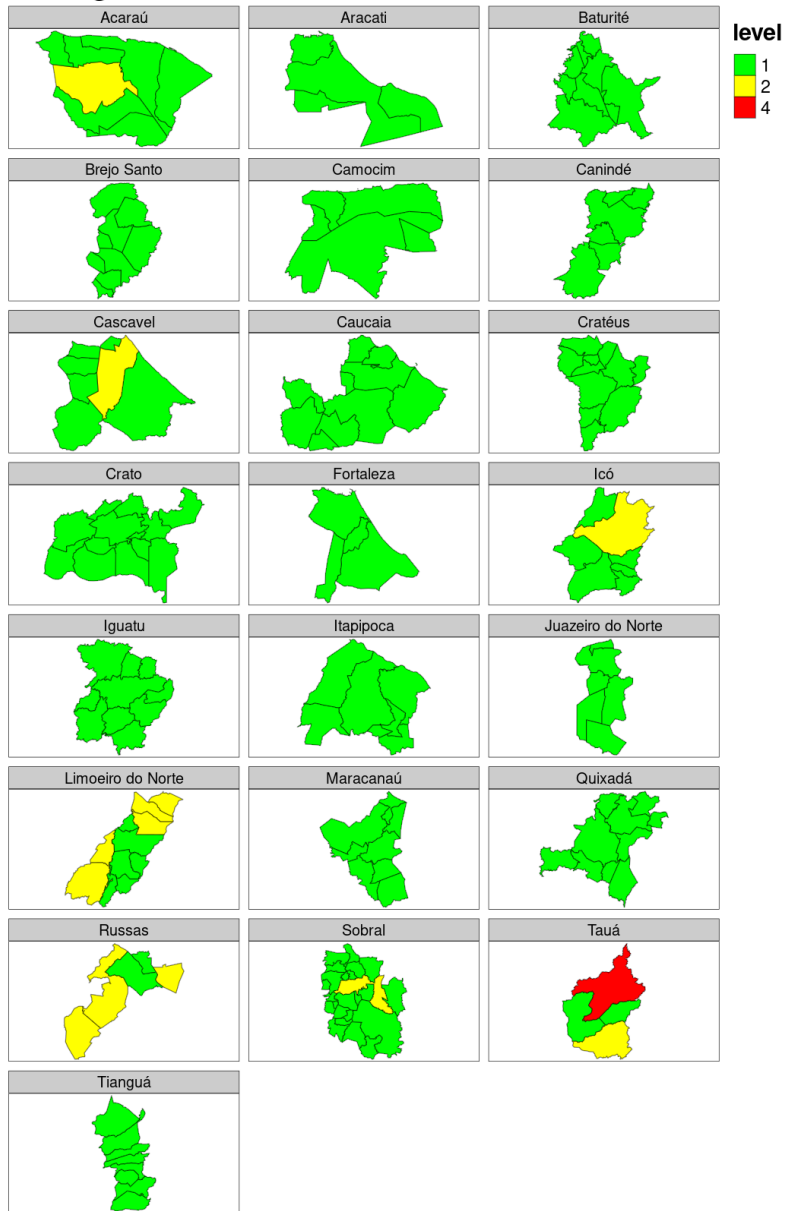 Acaraú
Aracati
Baturité
level
1
2
4
Brejo Santo
Camocim
Canindé
Cascavel
Caucaia
Cratéus
Crato
Fortaleza
Icó
Iguatu
Itapipoca
Juazeiro do Norte
Limoeiro do Norte
Maracanaú
Quixadá
Russas
Sobral
Tauá
Tianguá